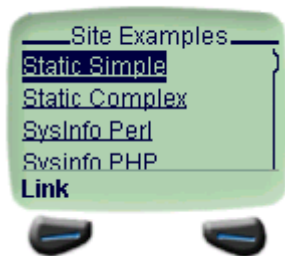 Site Examples
Static Simple
Static Complex
SysInfo Perl
Sysinfo PHP
Link